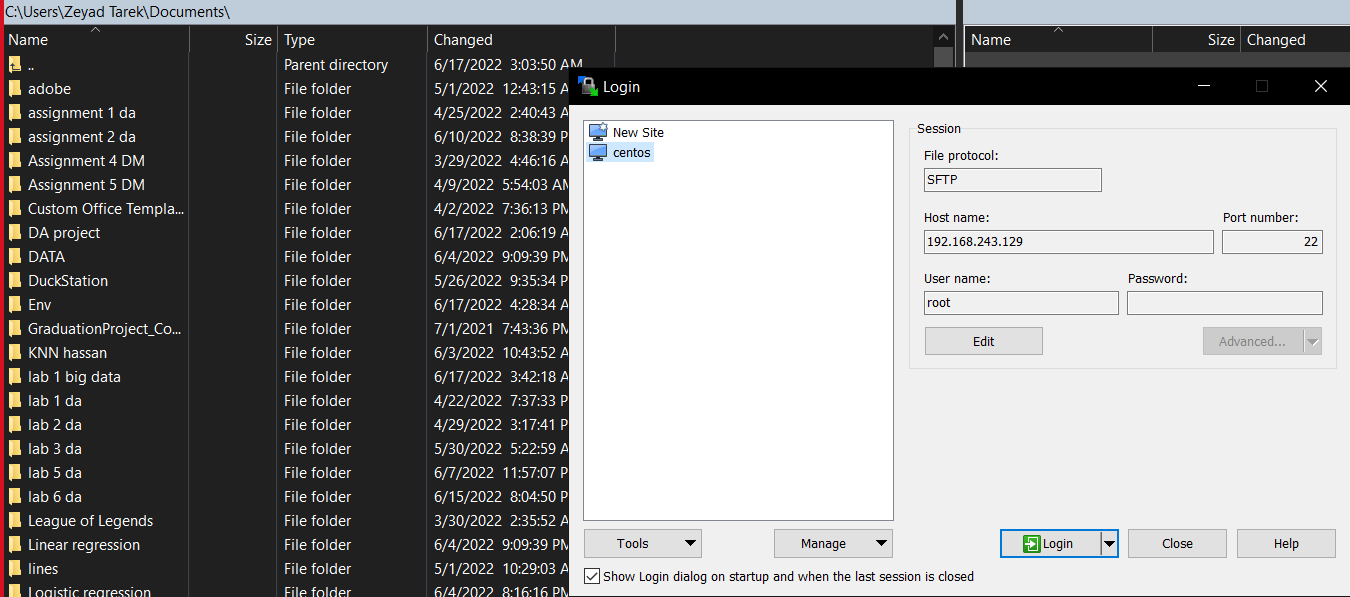 C:\Users\Zeyad Tarek\Documents\
Name Size Type Changed
.. Parent directory 6/17/2022 3:03:50 AM
adobe File folder 5/1/2022 12:43:15 A
assignment 1 da File folder 4/25/2022 2:40:43 A
assignment 2 da File folder 6/10/2022 8:38:39 P
Assignment 4 DM File folder 3/29/2022 4:46:16 A
Assignment 5 DM File folder 4/9/2022 5:54:03 AM
Custom Office Templa... File folder 4/2/2022 7:36:13 PM
DA project File folder 6/17/2022 2:06:19 A
DATA File folder 6/4/2022 9:09:39 PM
DuckStation File folder 5/26/2022 9:35:34 P
Env File folder 6/17/2022 4:28:34 A
GraduationProject_Co... File folder 7/1/2021 7:43:36 PM
KNN hassan File folder 6/3/2022 10:43:52 A
lab 1 big data File folder 6/17/2022 3:42:18 A
lab 1 da File folder 4/22/2022 7:37:33 P
lab 2 da File folder 4/29/2022 3:17:41 P
lab 3 da File folder 5/30/2022 5:22:59 A
lab 5 da File folder 6/7/2022 11:57:07 P
lab 6 da File folder 6/15/2022 8:04:50 P
League of Legends File folder 3/30/2022 2:35:52 A
Linear regression File folder 6/4/2022 9:09:39 PM
lines File folder 5/1/2022 10:29:03 A
Logistic regression File folder 6/4/2022 8:16:16 PM
Name Size Changed
Login
New Site
centos
Session
File protocol:
SFTP
Host name: Port number:
192.168.243.129 22
User name: Password:
root
Edit Advanced...
Tools Manage Login Close Help
Show Login dialog on startup and when the last session is closed